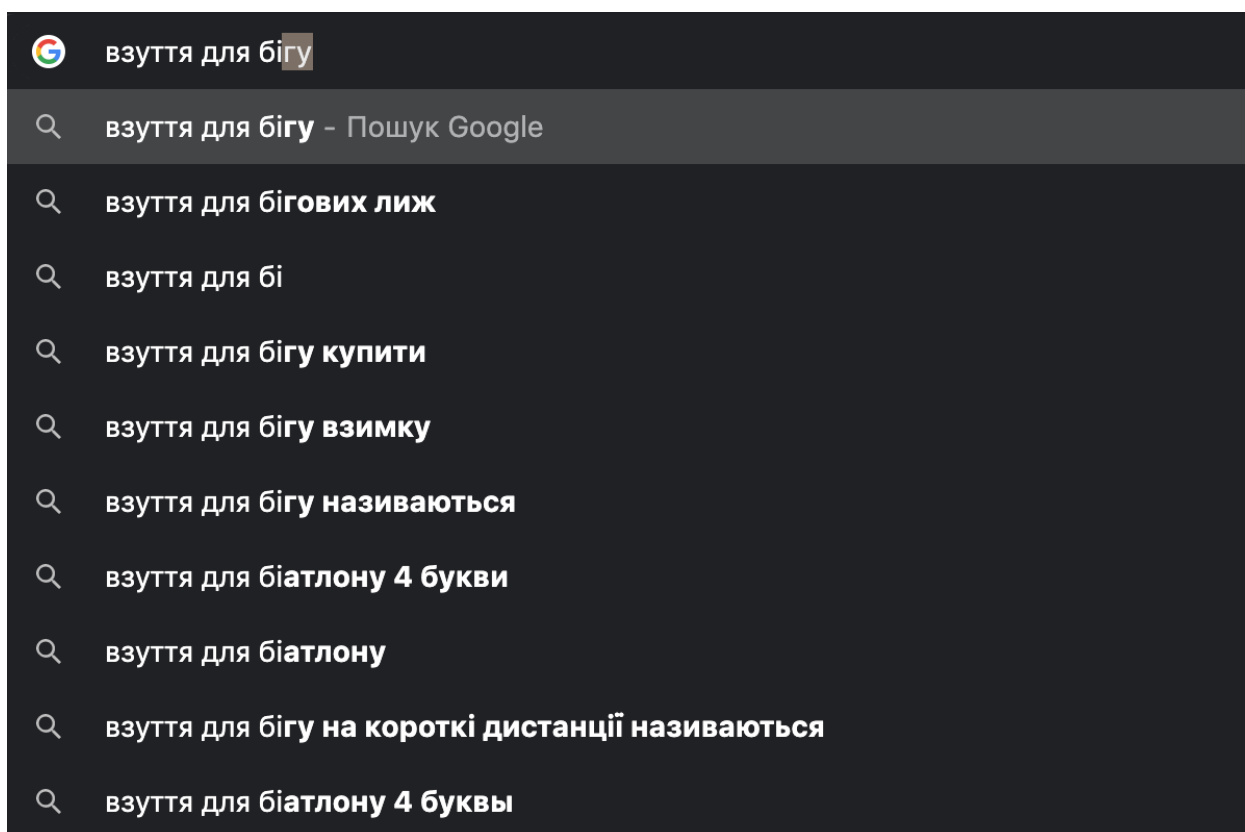 взуття для бігу
взуття для бігу - Пошук Google
взуття для бігових лиж
взуття для бі
взуття для бігу купити
взуття для бігу взимку
взуття для бігу називаються
взуття для біатлону 4 букви
взуття для біатлону
взуття для бігу на короткі дистанції називаються
взуття для біатлону 4 буквы